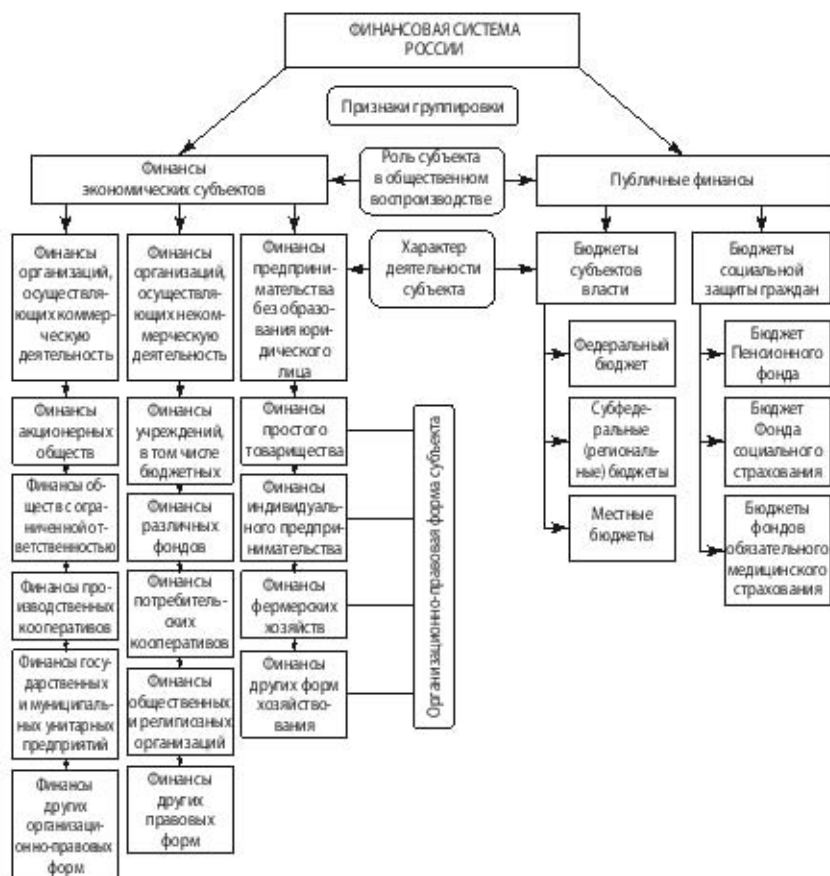 ФИНАНСОВАЯ СИСТЕМА
РОССИИ
Признаки группировки
Финансы
экономических субъектов
Роль субъекта
в общественном
воспроизводстве
Публичные финансы
Финансы
организаций,
осуществля-
ющих коммер-
ческую
деятельность
Финансы
организаций,
осуществля-
ющих неком-
мерческую
деятельность
Финансы
предприни-
мательства
без образова-
ния юри-
дического
лица
Характер
деятельности
субъекта
Бюджеты
субъектов
власти
Бюджеты
социальной
защиты граждан
Финансы
акционерных
обществ
Финансы об-
ществ с огра-
ниченной от-
ветственностью
Финансы про-
изводственных
кооперативов
Финансы госу-
дарственных
и муниципаль-
ных унитарных
предприятий
Финансы
других
организаци-
онно-правовых
форм
Финансы
учреждений,
в том числе
бюджетных
Финансы
различных
фондов
Финансы
потребитель-
ских
кооперативов
Финансы
общественных
и религиозных
организаций
Финансы
других
правовых
форм
Финансы
простого
товарищества
Финансы
индивидуаль-
ного предпри-
нимательства
Финансы
фермерских
хозяйств
Финансы
других форм
хозяйство-
вания
Организационно-правовая форма субъекта
Федеральный
бюджет
Субфеде-
ральные
(региональ-
ные) бюджеты
Местные
бюджеты
Бюджет
Пенсионного
фонда
Бюджет
Фонда
социального
страхования
Бюджеты
фондов
обязательного
медицинского
страхования